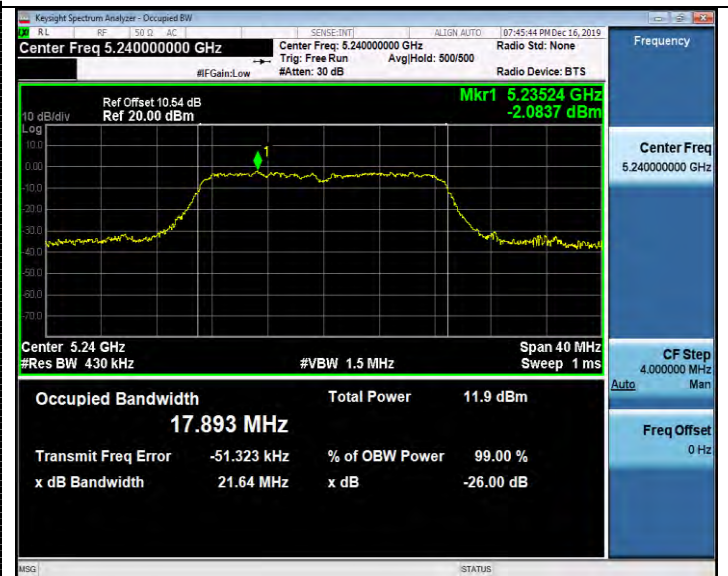 Keysight Spectrum Analyzer - Occupied BW
RL RF 50 Ω AC SENSE:INT ALIGN AUTO 07:45:44 PM Dec 16, 2019
Center Freq 5.240000000 GHz
Center Freq: 5.240000000 GHz
Radio Std: None
Trig: Free Run Avg|Hold: 500/500
#IFGain:Low
#Atten: 30 dB
Radio Device: BTS
Frequency
Ref Offset 10.54 dB
10 dB/div Ref 20.00 dBm
Mkr1 5.23524 GHz
-2.0837 dBm
Log
10.0
0.00
-10.0
-20.0
-30.0
-40.0
-50.0
-60.0
-70.0
1
Center 5.24 GHz Span 40 MHz
#Res BW 430 kHz #VBW 1.5 MHz Sweep 1 ms
Occupied Bandwidth
17.893 MHz
Total Power 11.9 dBm
Transmit Freq Error -51.323 kHz % of OBW Power 99.00 %
x dB Bandwidth 21.64 MHz x dB -26.00 dB
Center Freq
5.240000000 GHz
CF Step
4.000000 MHz
Auto Man
Freq Offset
0 Hz
MSG STATUS